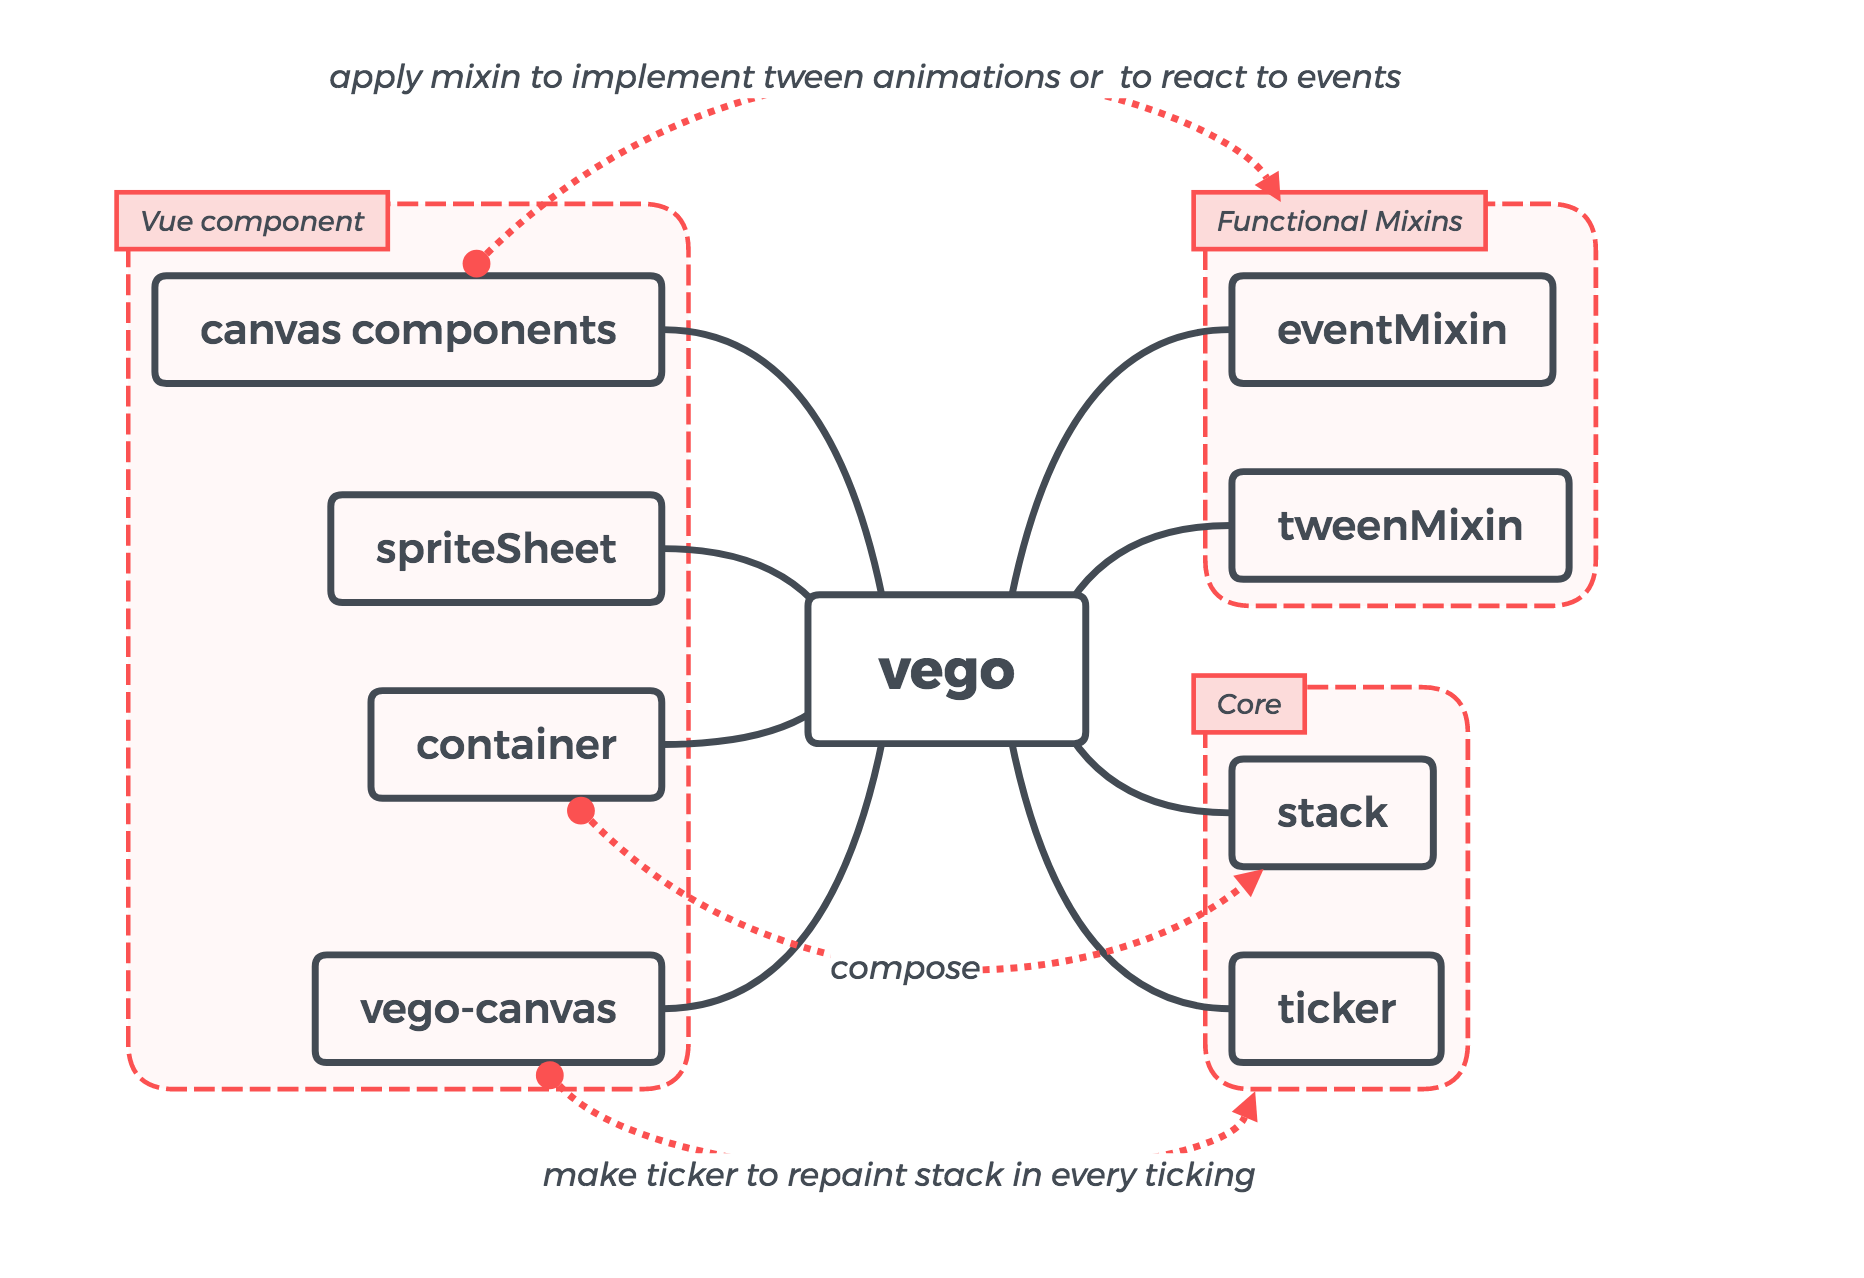 apply mixin to implement tween animations or to react to events
Vue component
canvas components
spriteSheet
container
vego-canvas
vego
Functional Mixins
eventMixin
tweenMixin
Core
stack
ticker
compose
make ticker to repaint stack in every ticking